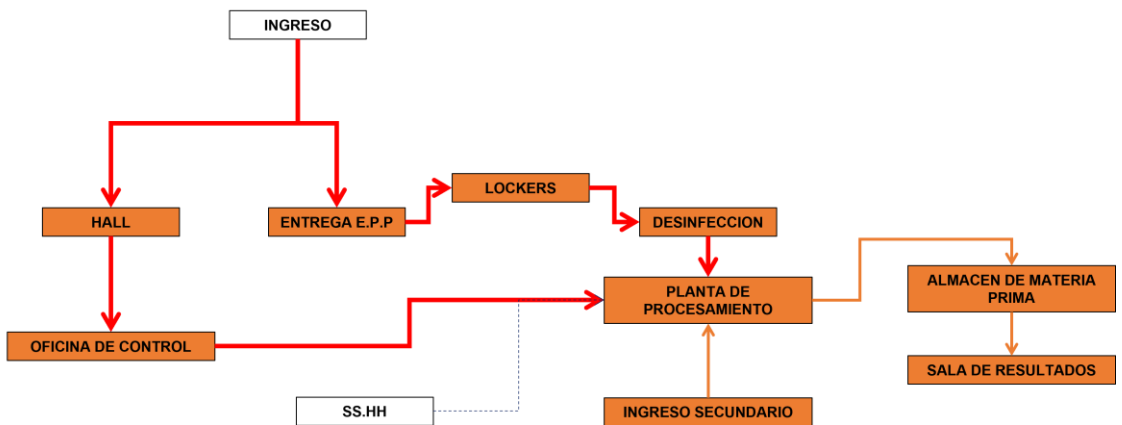 INGRESO
LOCKERS
HALL
ENTREGA E.P.P
DESINFECCION
PLANTA DE
PROCESAMIENTO
ALMACEN DE MATERIA
PRIMA
OFICINA DE CONTROL
SALA DE RESULTADOS
SS.HH
INGRESO SECUNDARIO